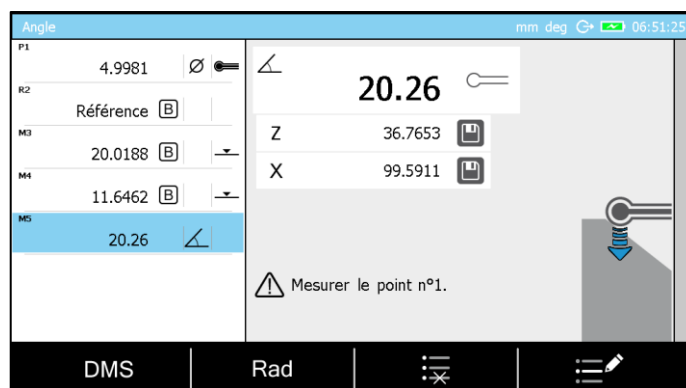 Angle mm deg 06:51:25
P1
4.9981 Ø
R2
Référence B
M3
20.0188 B
M4
11.6462 B
M5
20.26
20.26
Z 36.7653
X 99.5911
Mesurer le point n°1.
DMS Rad